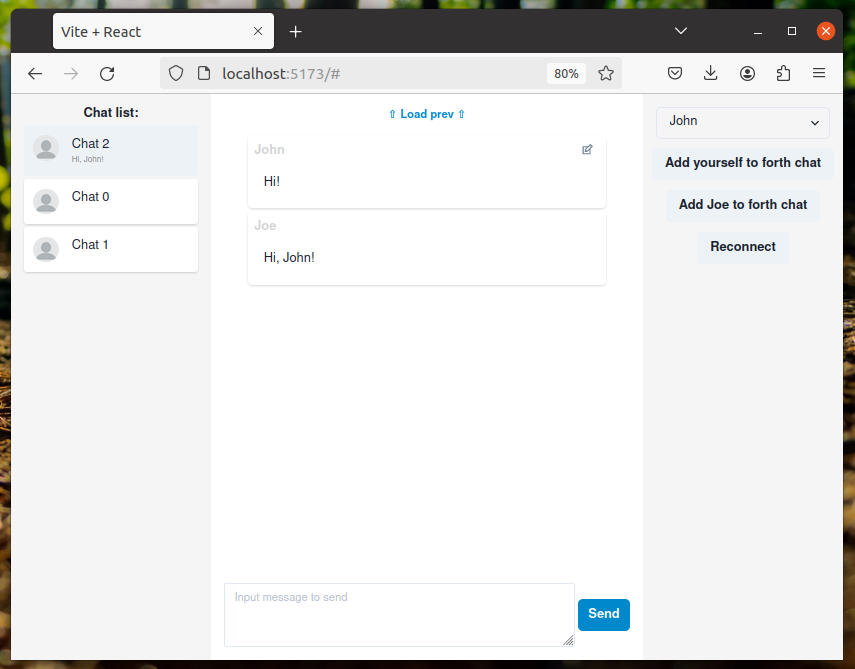 Vite + React
localhost:5173/#
80%
Chat list:
Chat 2
Hi, John!
Chat 0
Chat 1
⇧ Load prev ⇧
John
Hi!
Joe
Hi, John!
Input message to send
Send
John
Add yourself to forth chat
Add Joe to forth chat
Reconnect